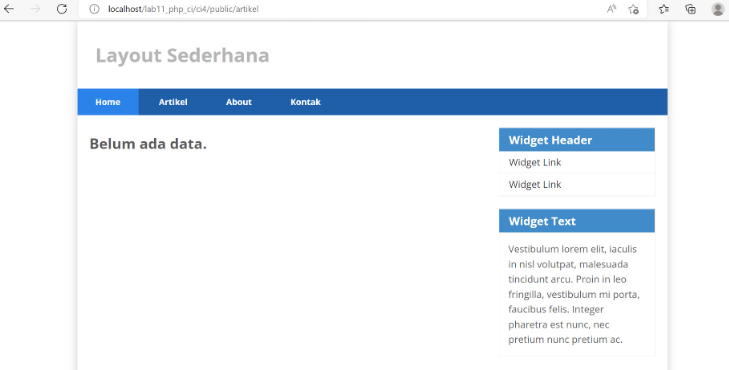 localhost/lab11_php_ci/ci4/public/artikel
Layout Sederhana
Home Artikel About Kontak
Belum ada data.
Widget Header
Widget Link
Widget Link
Widget Text
Vestibulum lorem elit, iaculis
in nisl volutpat, malesuada
tincidunt arcu. Proin in leo
fringilla, vestibulum mi porta,
faucibus felis. Integer
pharetra est nunc, nec
pretium nunc pretium ac.